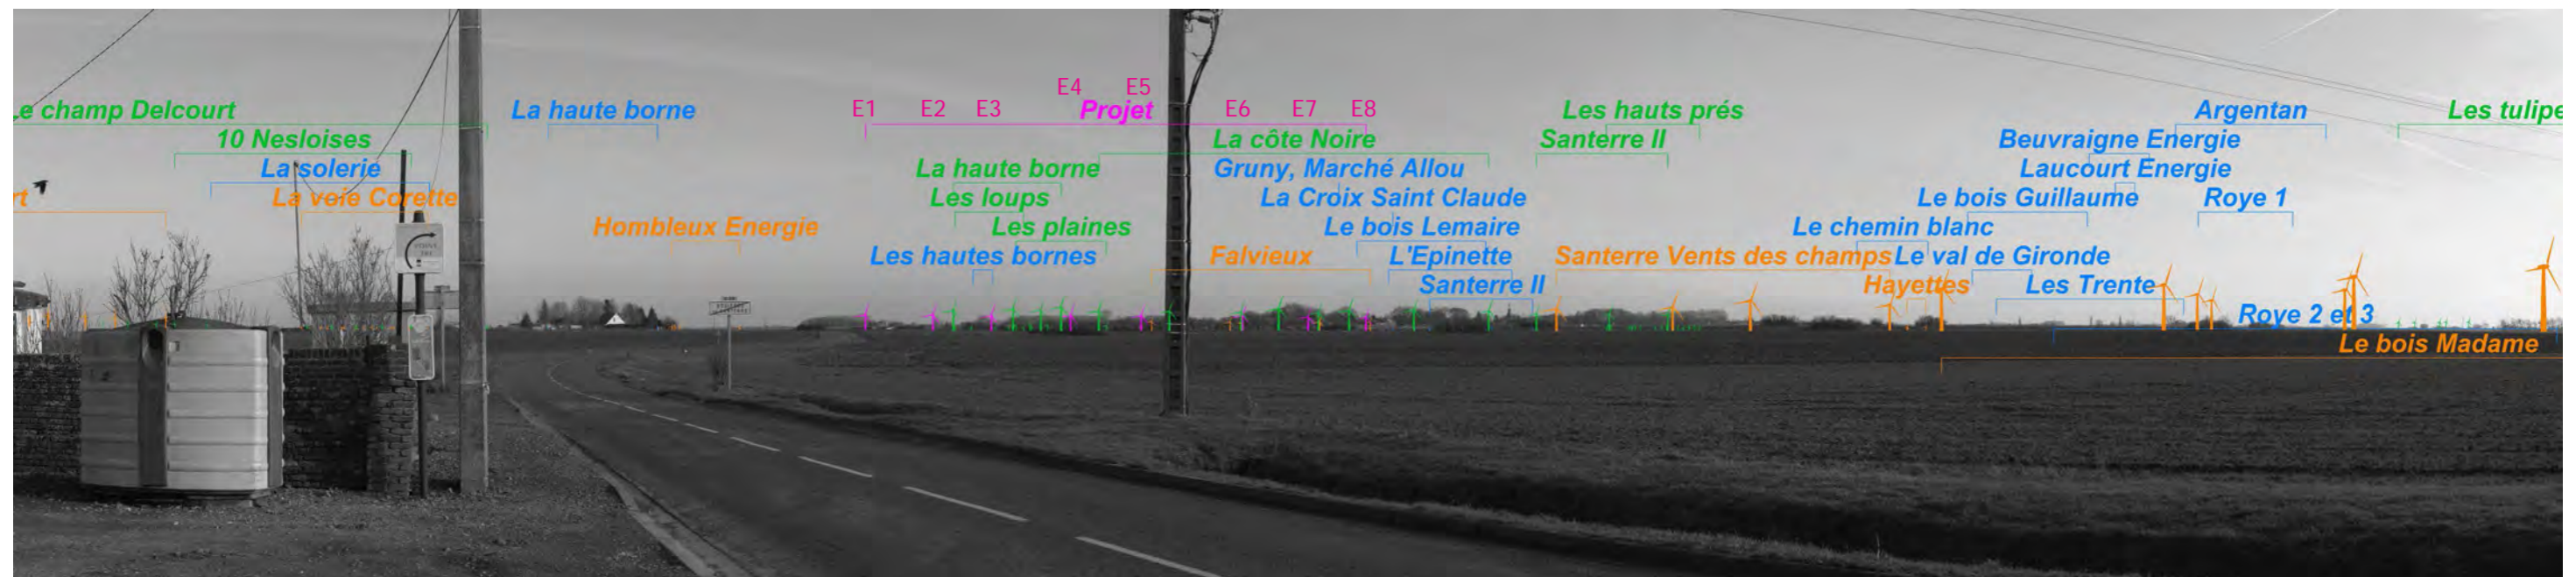 E4 E5
e champ Delcourt La haute borne E1 E2 E3 Projet E6 E7 E8 Les hauts prés Argentan Les tulipe
10 Nesloises La côte Noire Santerre II Beuvraigne Energie
La solerie La haute borne Gruny, Marché Allou Laucourt Energie
rt La voie Corette Les loups La Croix Saint Claude Le bois Guillaume Roye 1
Hombleux Energie Les plaines Le bois Lemaire Le chemin blanc
Les hautes bornes Falvieux L'Epinette Santerre Vents des champs Le val de Gironde
Santerre II Hayettes Les Trente
Roye 2 et 3
Le bois Madame